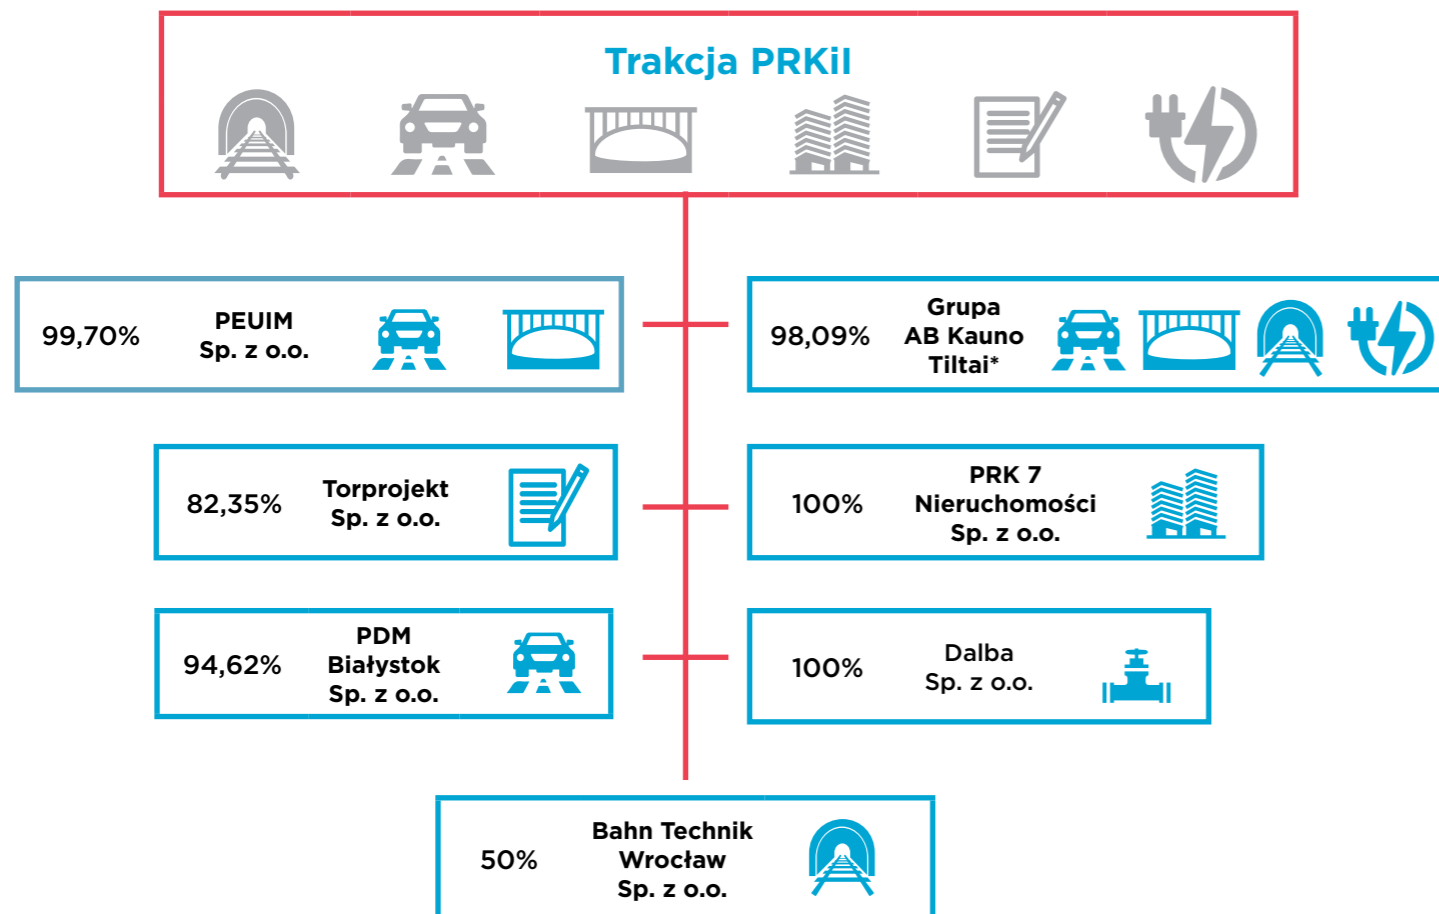 Trakcja PRKiI
99,70%
PEUIM
Sp. z o.o.
98,09%
Grupa
AB Kauno
Tiltai*
82,35%
Torprojekt
Sp. z o.o.
100%
PRK 7
Nieruchomości
Sp. z o.o.
94,62%
PDM
Białystok
Sp. z o.o.
100%
Dalba
Sp. z o.o.
50%
Bahn Technik
Wrocław
Sp. z o.o.